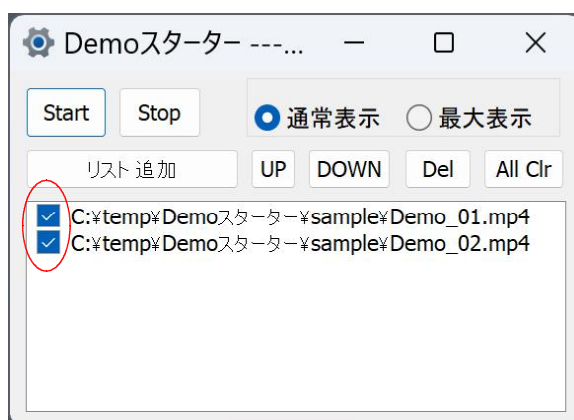 Demoスターター ---...
Start Stop 通常表示 最大表示
リスト 追加 UP DOWN Del All Clr
C:¥temp¥Demoスターター¥sample¥Demo_01.mp4
C:¥temp¥Demoスターター¥sample¥Demo_02.mp4